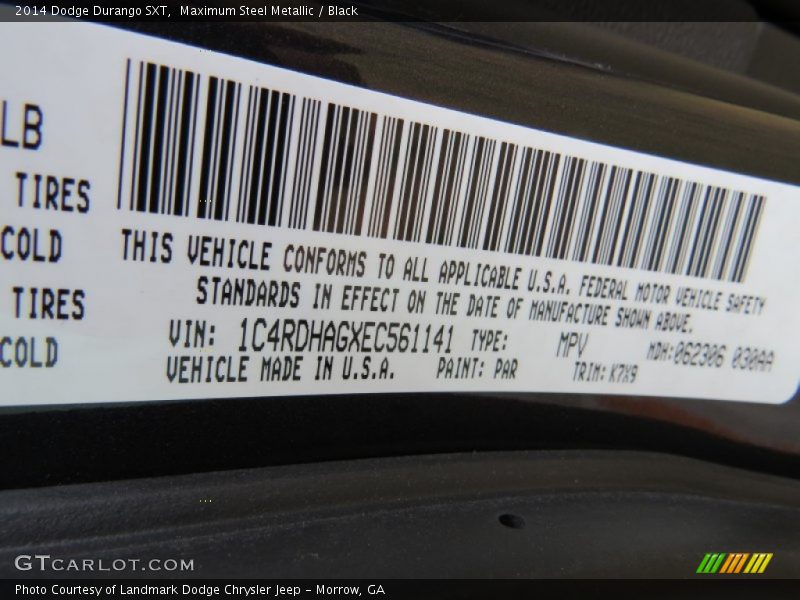 2014 Dodge Durango SXT, Maximum Steel Metallic / Black
LB
TIRES
COLD
TIRES
COLD
THIS VEHICLE CONFORMS TO ALL APPLICABLE U.S.A. FEDERAL MOTOR VEHICLE SAFETY
STANDARDS IN EFFECT ON THE DATE OF MANUFACTURE SHOWN ABOVE.
VIN: 1C4RDHAGXEC561141 TYPE: MPV MDH:062306 030AA
VEHICLE MADE IN U.S.A. PAINT: PAR TRIM: K7X9
GTCARLOT.COM
Photo Courtesy of Landmark Dodge Chrysler Jeep - Morrow, GA